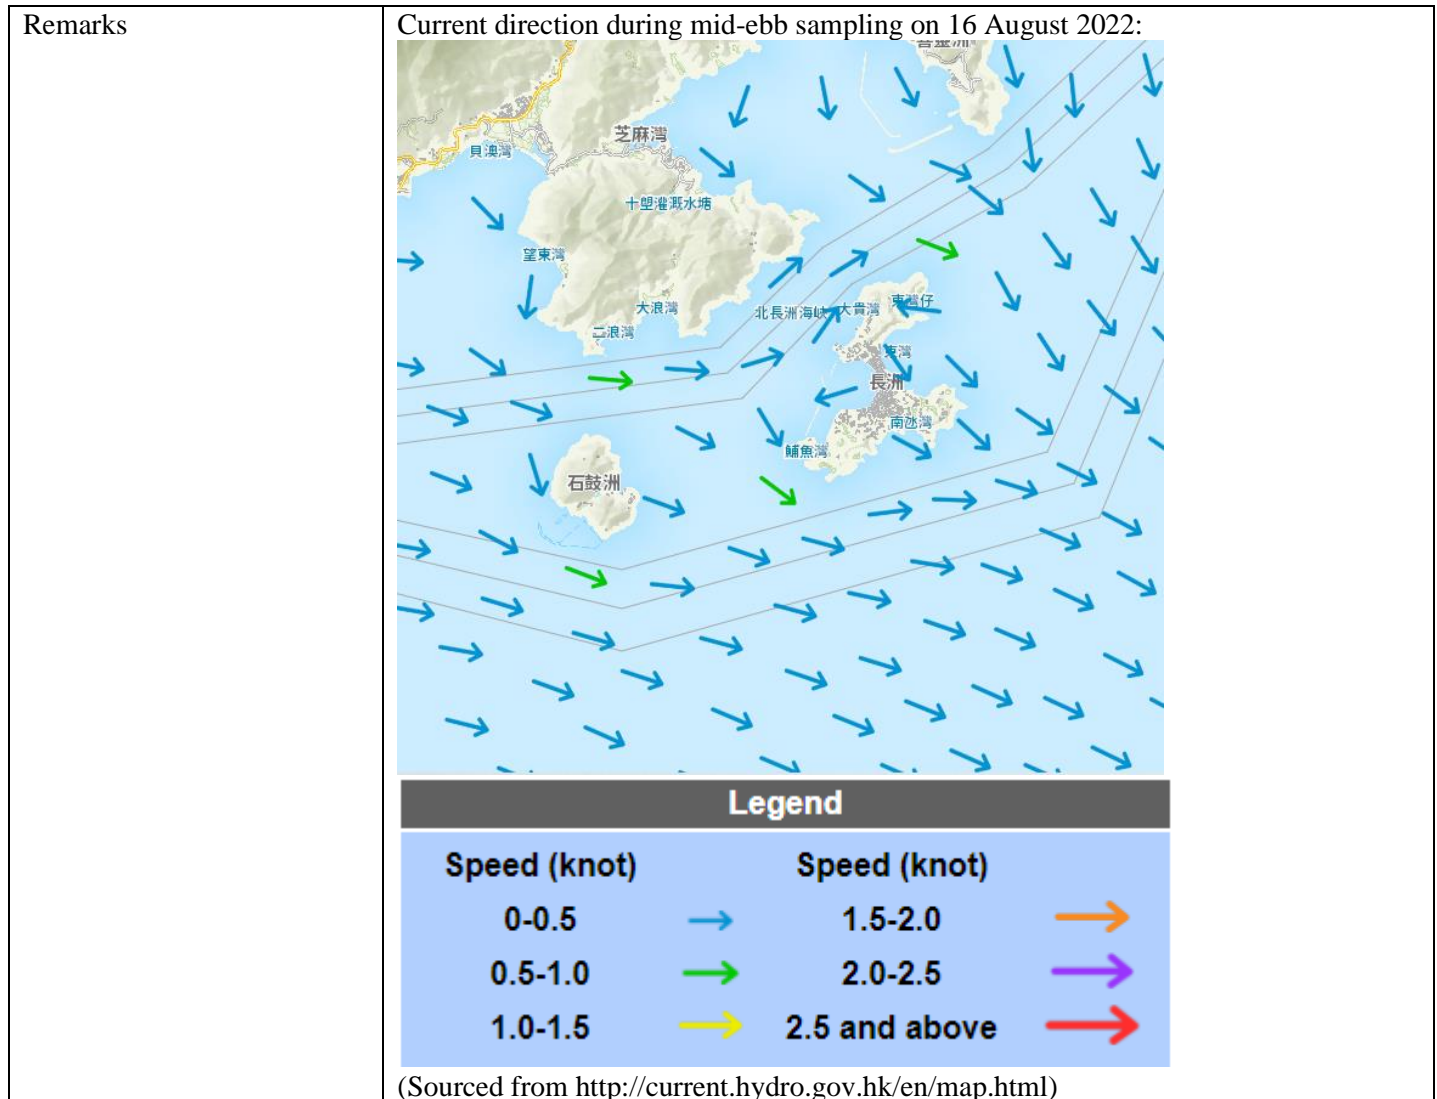 Remarks
Current direction during mid-ebb sampling on 16 August 2022:
芝麻灣
貝澳灣
十塱灌溉水塘
望東灣
大浪灣
二浪灣
北長洲海峽
大貴灣
東灣仔
東灣
長洲
南氹灣
鯆魚灣
石鼓洲
Legend
Speed (knot) Speed (knot)
0-0.5 1.5-2.0
0.5-1.0 2.0-2.5
1.0-1.5 2.5 and above
(Sourced from http://current.hydro.gov.hk/en/map.html)